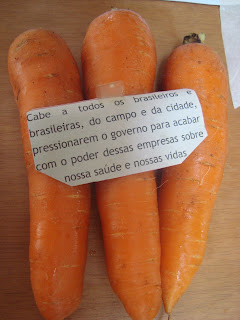 Cabe a todos os brasileiros e
brasileiras, do campo e da cidade,
pressionarem o governo para acabar
com o poder dessas empresas sobre
nossa saúde e nossas vidas